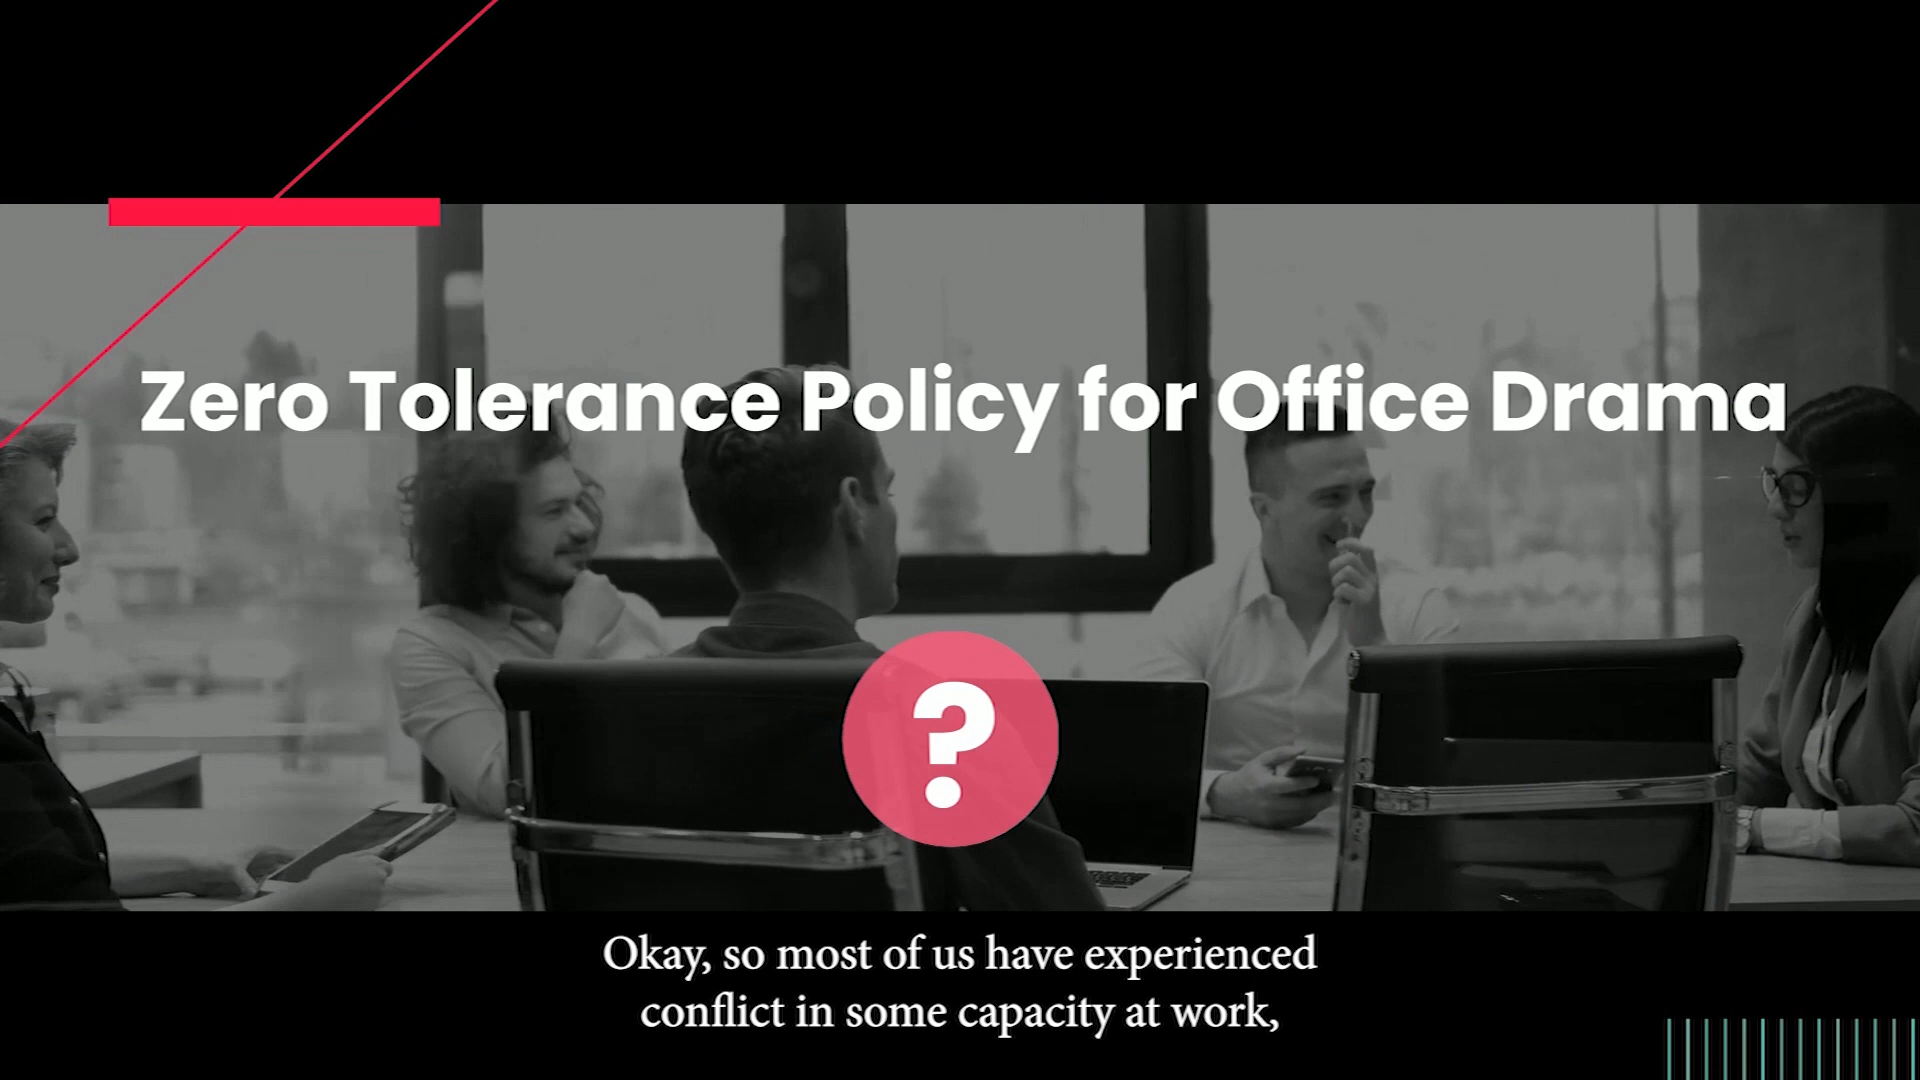 Zero Tolerance Policy for Office Drama
?
Okay, so most of us have experienced
conflict in some capacity at work,